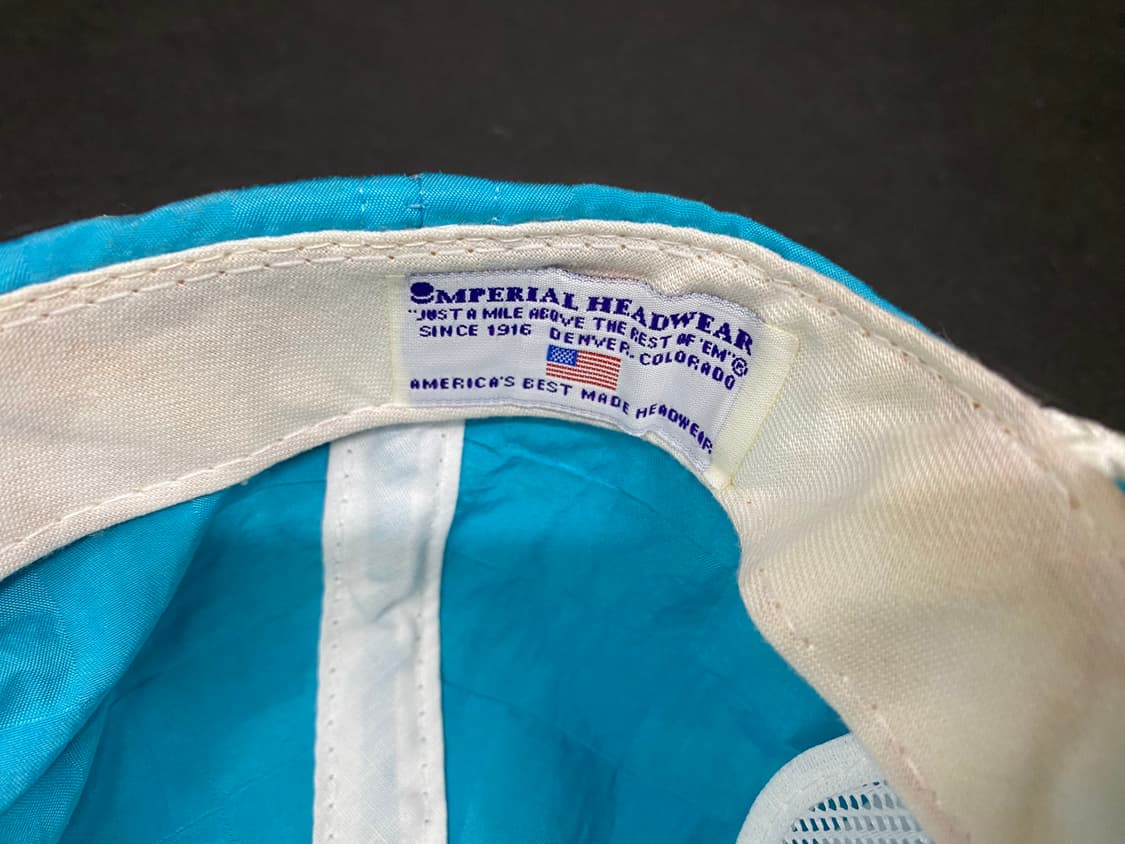 IMPERIAL HEADWEAR
"JUST A MILE ABOVE THE REST OF 'EM"®
SINCE 1916 DENVER, COLORADO
AMERICA'S BEST MADE HEADWEAR